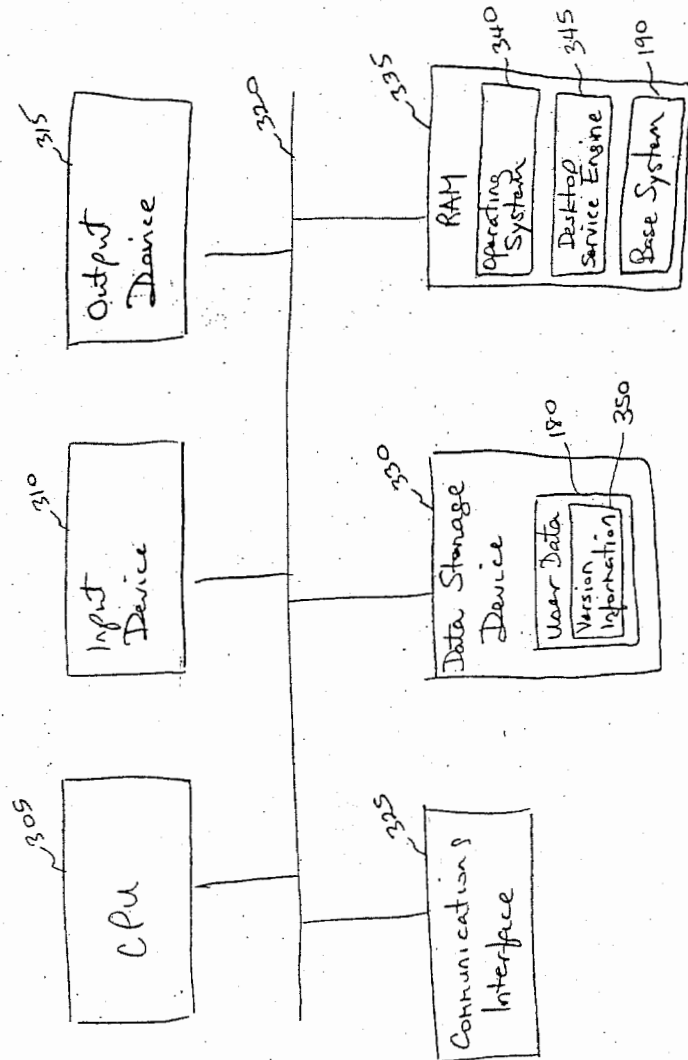 305
CPU
310
Input
Device
315
Output
Device
320
325
Communications
Interface
330
Data Storage
Device
180
User Data
350
Version
Information
335
RAM
340
Operating
System
345
Desktop
Service Engine
190
Base System